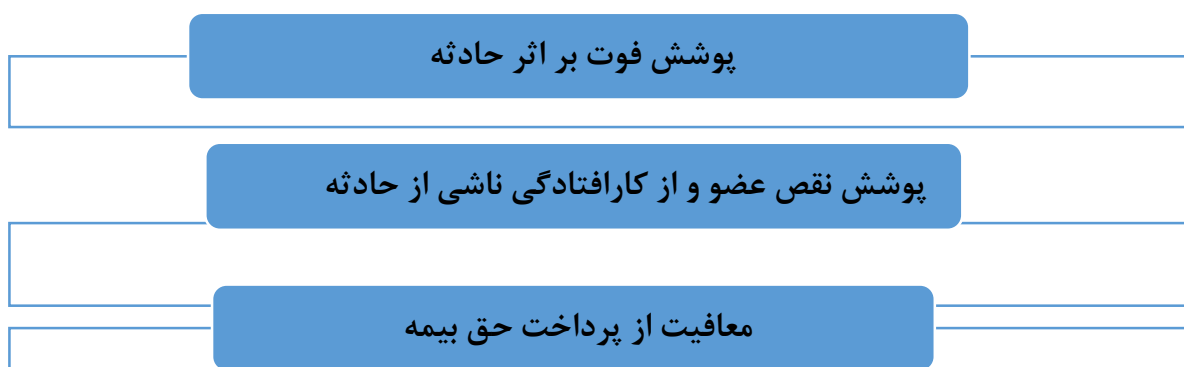 پوشش فوت بر اثر حادثه
پوشش نقص عضو و از کارافتادگی ناشی از حادثه
معافیت از پرداخت حق بیمه